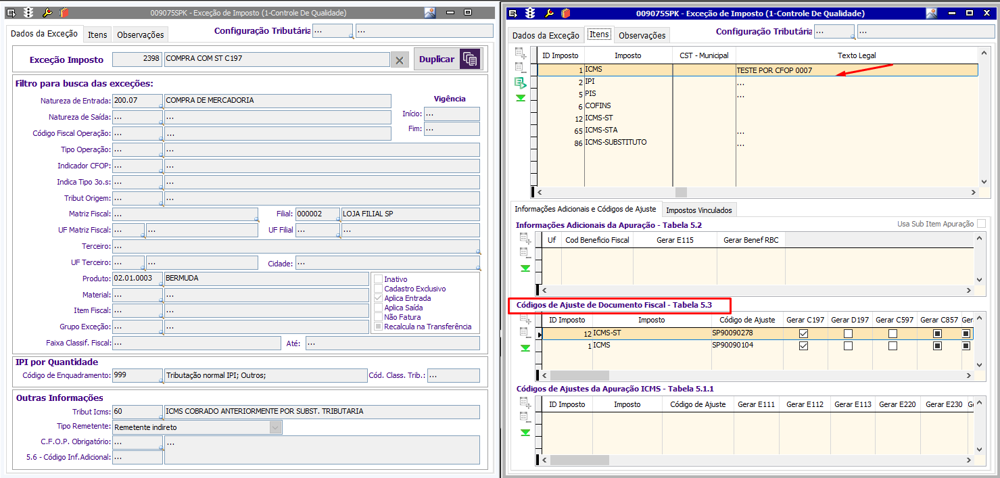 009075SPK - Exceção de Imposto (1-Controle De Qualidade)
Dados da Exceção Itens Observações Configuração Tributária ... ...
Exceção Imposto 2398 COMPRA COM ST C197 Duplicar
Filtro para busca das exceções:
Natureza de Entrada: 200.07 COMPRA DE MERCADORIA Vigência
Natureza de Saída: ... ... Início: ...
Código Fiscal Operação: ... ... Fim: ...
Tipo Operação: ... ...
Indicador CFOP: ... ...
Indica Tipo 3o.s: ... ...
Tribut Origem: ... ...
Matriz Fiscal: ... Filial: 000002 LOJA FILIAL SP
UF Matriz Fiscal: ... ... UF Filial ... ...
Terceiro: ...
UF Terceiro: ... ... Cidade: ...
Produto: 02.01.0003 BERMUDA Inativo
Cadastro Exclusivo
Material: ... ... Aplica Entrada
Aplica Saída
Item Fiscal: ... ... Não Fatura
Grupo Exceção: ... ... Recalcula na Transferência
Faixa Classif. Fiscal: ... Até: ...
IPI por Quantidade
Código de Enquadramento: 999 Tributação normal IPI; Outros; Cód. Class. Trib.: ...
Outras Informações
Tribut Icms: 60 ICMS COBRADO ANTERIORMENTE POR SUBST. TRIBUTARIA
Tipo Remetente: Remetente indireto
C.F.O.P. Obrigatório: ... ...
5.6 - Código Inf.Adicional: ...
009075SPK - Exceção de Imposto (1-Controle De Qualidade)
Dados da Exceção Itens Observações Configuração Tributária ... ...
ID Imposto Imposto CST - Municipal Texto Legal
1 ICMS TESTE POR CFOP 0007
2 IPI ...
5 PIS ...
6 COFINS
12 ICMS-ST
65 ICMS-STA ...
86 ICMS-SUBSTITUTO ...
Informações Adicionais e Códigos de Ajuste Impostos Vinculados
Informações Adicionais da Apuração - Tabela 5.2 Usa Sub Item Apuração
Uf Cod Beneficio Fiscal Gerar E115 Gerar Benef RBC
Códigos de Ajuste de Documento Fiscal - Tabela 5.3
ID Imposto Imposto Código de Ajuste Gerar C197 Gerar D197 Gerar C597 Gerar C857 Ger
12 ICMS-ST SP90090278
1 ICMS SP90090104
Códigos de Ajustes da Apuração ICMS - Tabela 5.1.1
ID Imposto Imposto Código de Ajuste Gerar E111 Gerar E112 Gerar E113 Gerar E220 Gerar E230 G